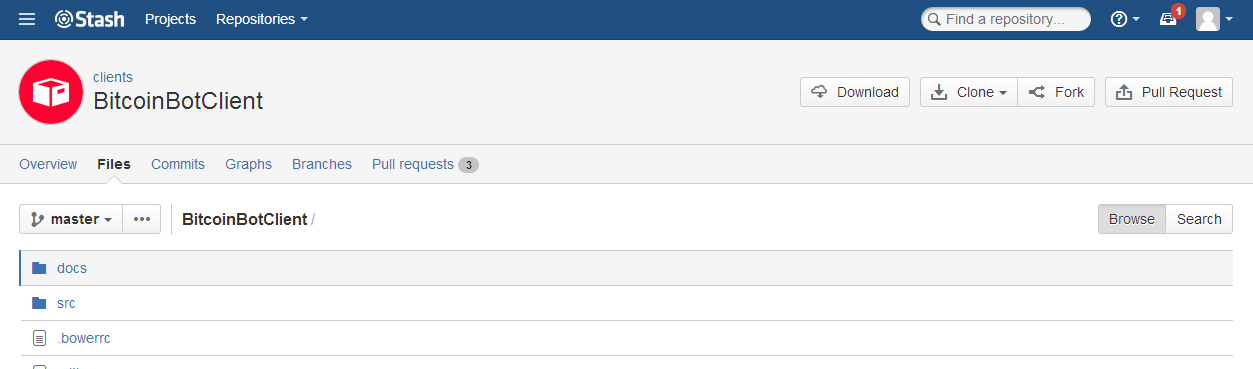 Stash Projects Repositories Find a repository... 1
clients
BitcoinBotClient
Download Clone Fork Pull Request
Overview Files Commits Graphs Branches Pull requests 3
master BitcoinBotClient / Browse Search
docs
src
.bowerrc